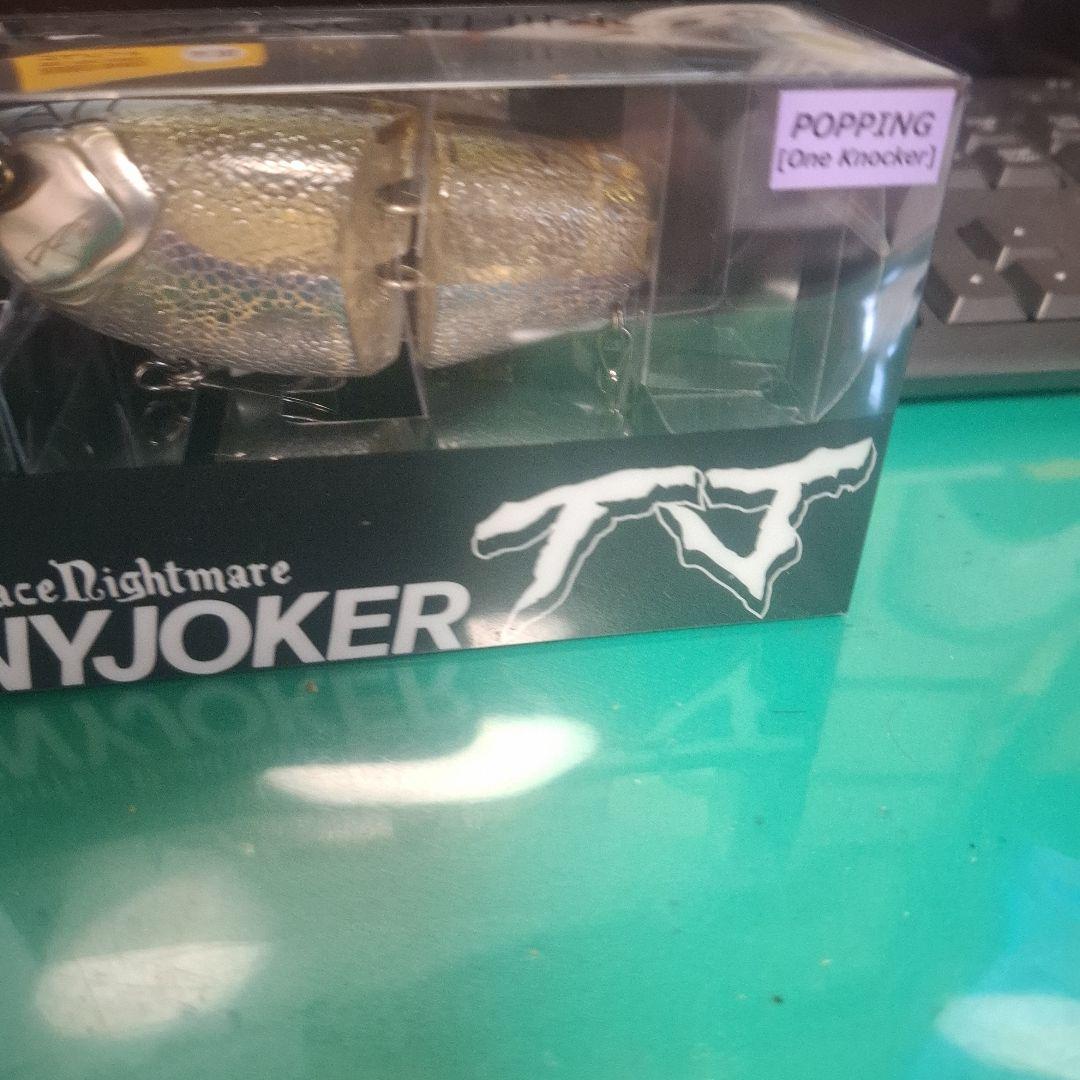 POPPING
[One Knocker]
TJ
aceNightmare
NYJOKER